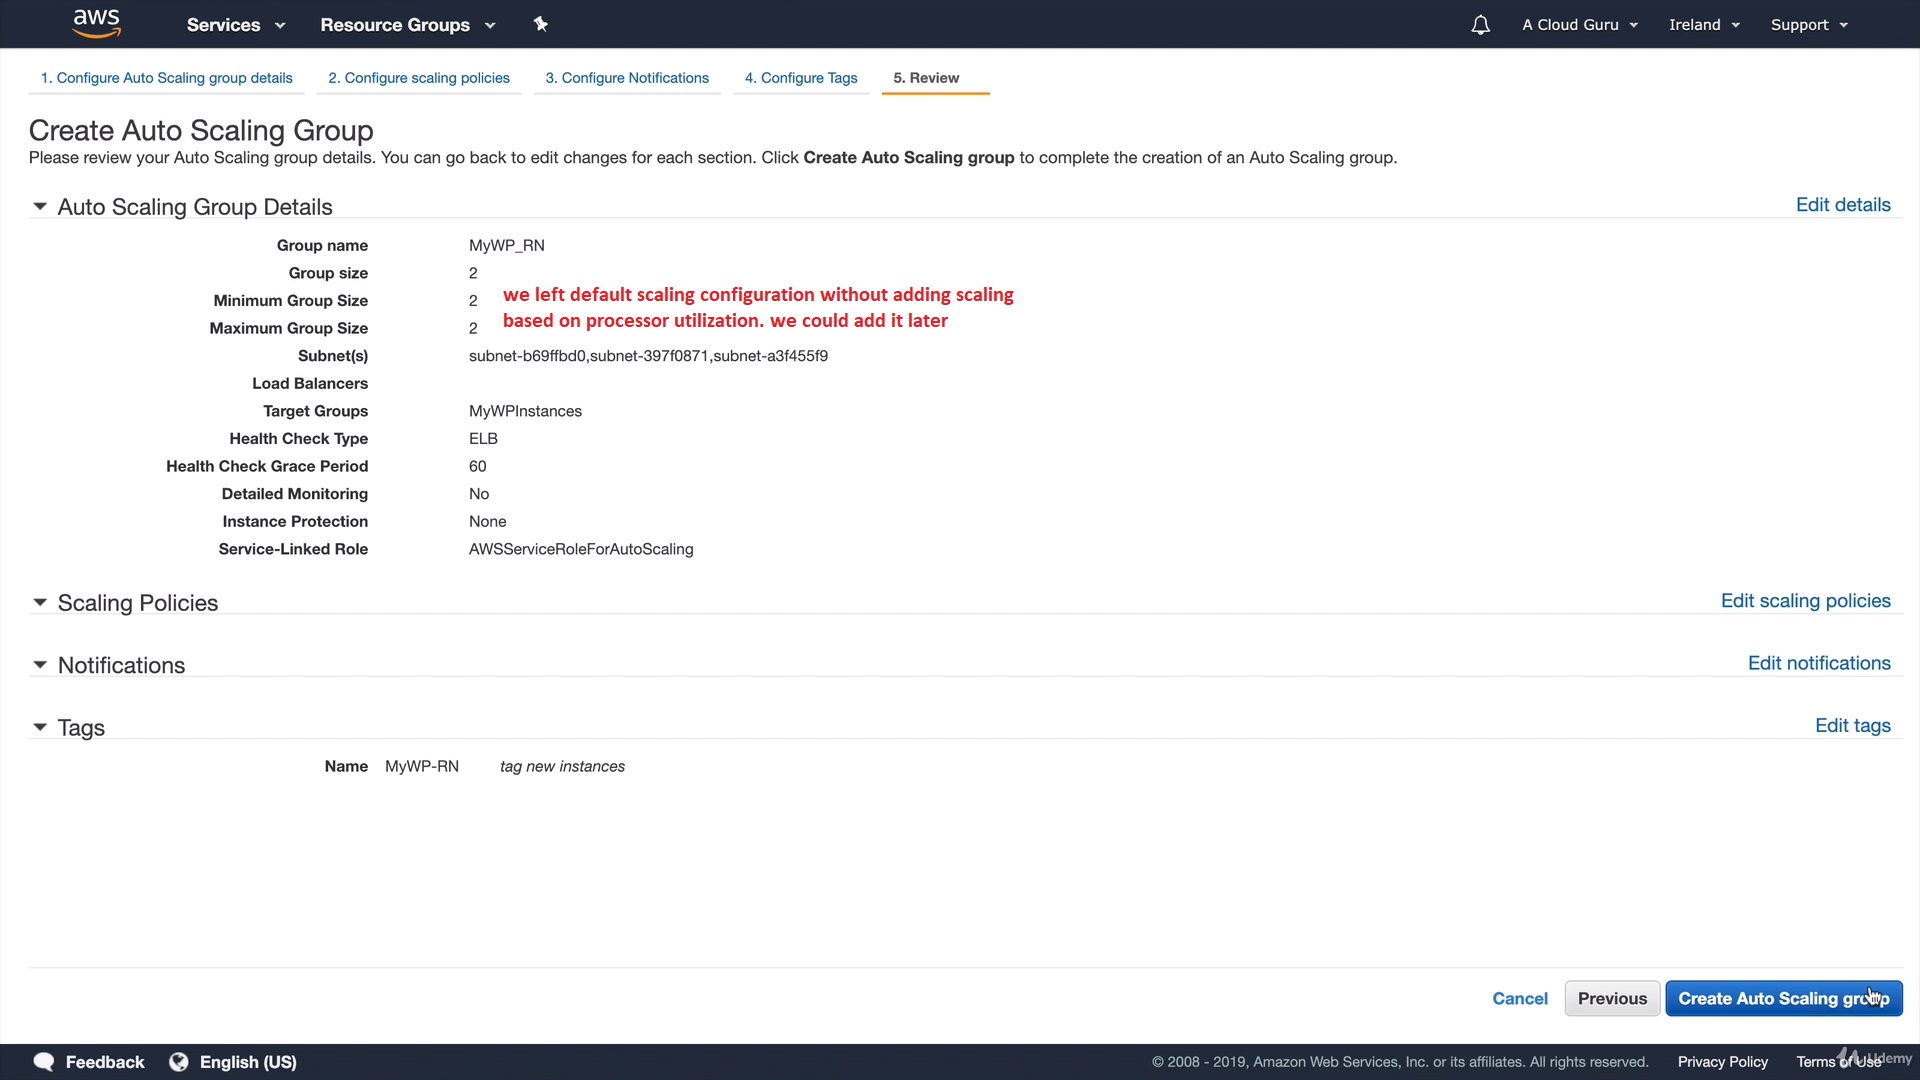 aws
Services
Resource Groups
A Cloud Guru
Ireland
Support
1. Configure Auto Scaling group details
2. Configure scaling policies
3. Configure Notifications
4. Configure Tags
5. Review
Create Auto Scaling Group
Please review your Auto Scaling group details. You can go back to edit changes for each section. Click Create Auto Scaling group to complete the creation of an Auto Scaling group.
Auto Scaling Group Details
Edit details
Group name MyWP_RN
Group size 2
Minimum Group Size 2
Maximum Group Size 2
we left default scaling configuration without adding scaling
based on processor utilization. we could add it later
Subnet(s) subnet-b69ffbd0,subnet-397f0871,subnet-a3f455f9
Load Balancers
Target Groups MyWPInstances
Health Check Type ELB
Health Check Grace Period 60
Detailed Monitoring No
Instance Protection None
Service-Linked Role AWSServiceRoleForAutoScaling
Scaling Policies
Edit scaling policies
Notifications
Edit notifications
Tags
Edit tags
Name MyWP-RN tag new instances
Cancel
Previous
Create Auto Scaling group
Feedback
English (US)
© 2008 - 2019, Amazon Web Services, Inc. or its affiliates. All rights reserved.
Privacy Policy
Terms of Use
Udemy